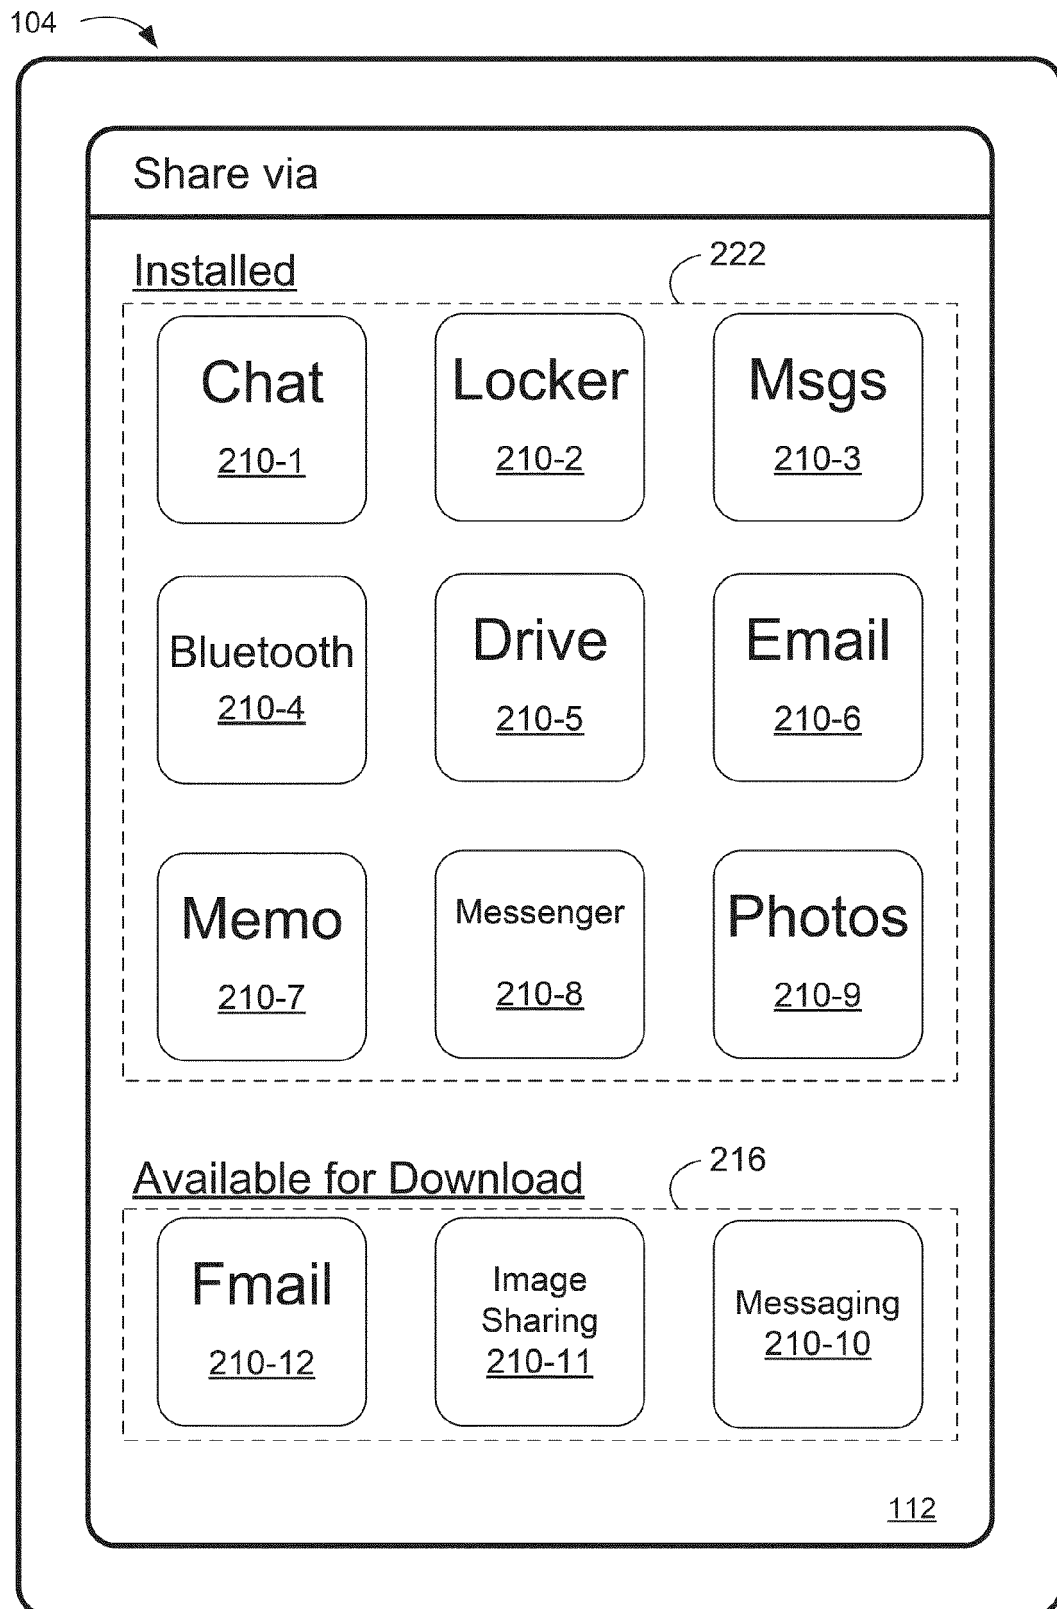 104
Share via
Installed
222
Chat
210-1
Locker
210-2
Msgs
210-3
Bluetooth
210-4
Drive
210-5
Email
210-6
Memo
210-7
Messenger
210-8
Photos
210-9
Available for Download
216
Fmail
210-12
Image
Sharing
210-11
Messaging
210-10
112